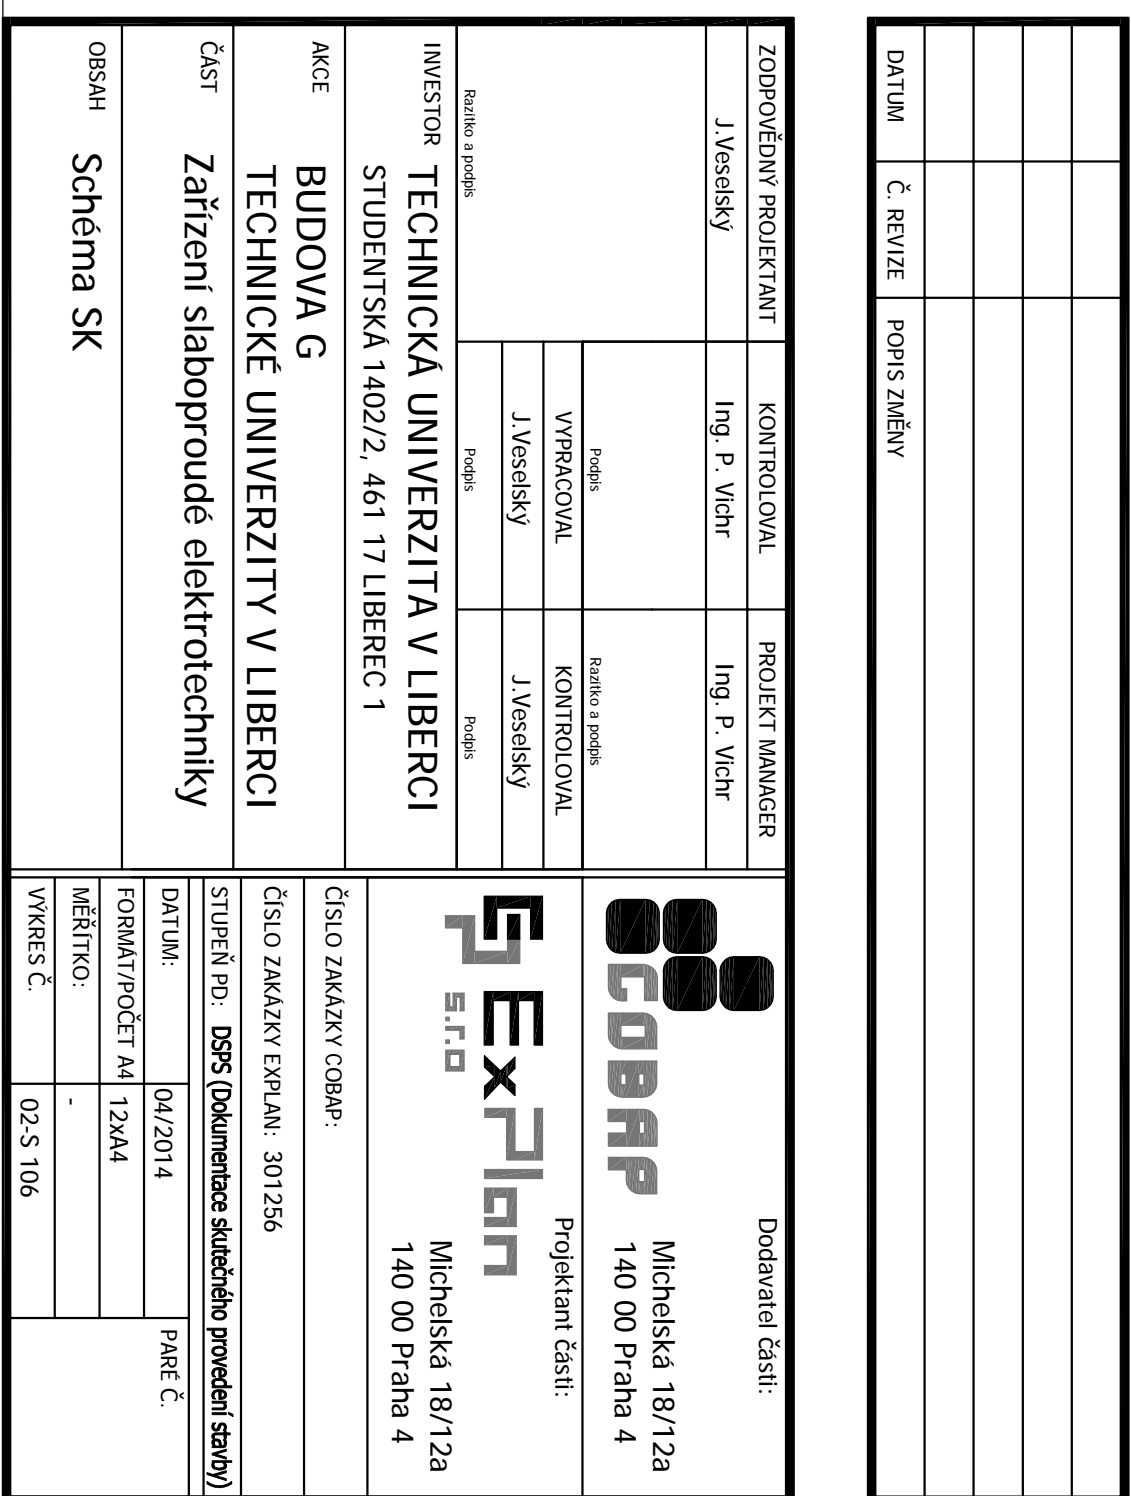 DATUM Č. REVIZE POPIS ZMĚNY
ZODPOVĚDNÝ PROJEKTANT KONTROLOVAL PROJEKT MANAGER
J.Veselský Ing. P. Vichr Ing. P. Vichr
Podpis Razítko a podpis
VYPRACOVAL KONTROLOVAL
J.Veselský J.Veselský
Razítko a podpis Podpis Podpis
INVESTOR TECHNICKÁ UNIVERZITA V LIBERCI
STUDENTSKÁ 1402/2, 461 17 LIBEREC 1
AKCE BUDOVA G
TECHNICKÉ UNIVERZITY V LIBERCI
ČÁST Zařízení slaboproudé elektrotechniky
OBSAH Schéma SK
Dodavatel části:
COBAP
Michelská 18/12a
140 00 Praha 4
Projektant části:
ExPlan
s.r.o
Michelská 18/12a
140 00 Praha 4
ČÍSLO ZAKÁZKY COBAP:
ČÍSLO ZAKÁZKY EXPLAN: 301256
STUPEŇ PD: DSPS (Dokumentace skutečného provedení stavby)
DATUM: 04/2014 PARÉ Č.
FORMÁT/POČET A4 12xA4
MĚŘÍTKO: -
VÝKRES Č. 02-S 106